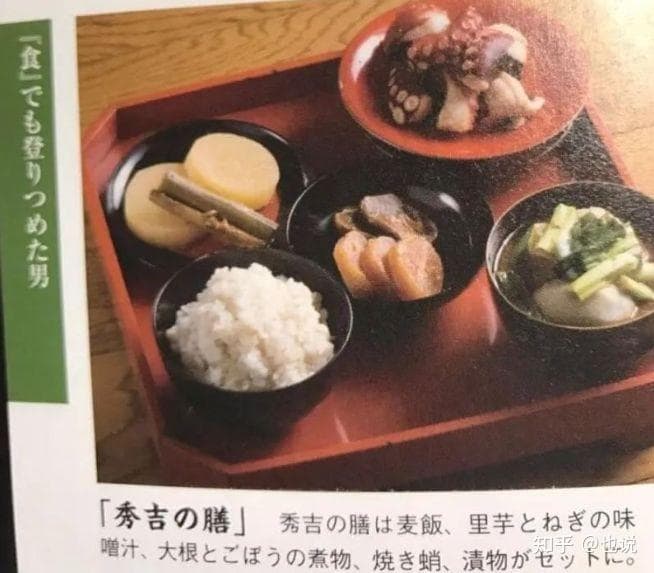 『食』でも登りつめた男
「秀吉の膳」 秀吉の膳は麦飯、里芋とねぎの味
噌汁、大根とごぼうの煮物、焼き蛸、漬物がセットに。
知乎 @也说